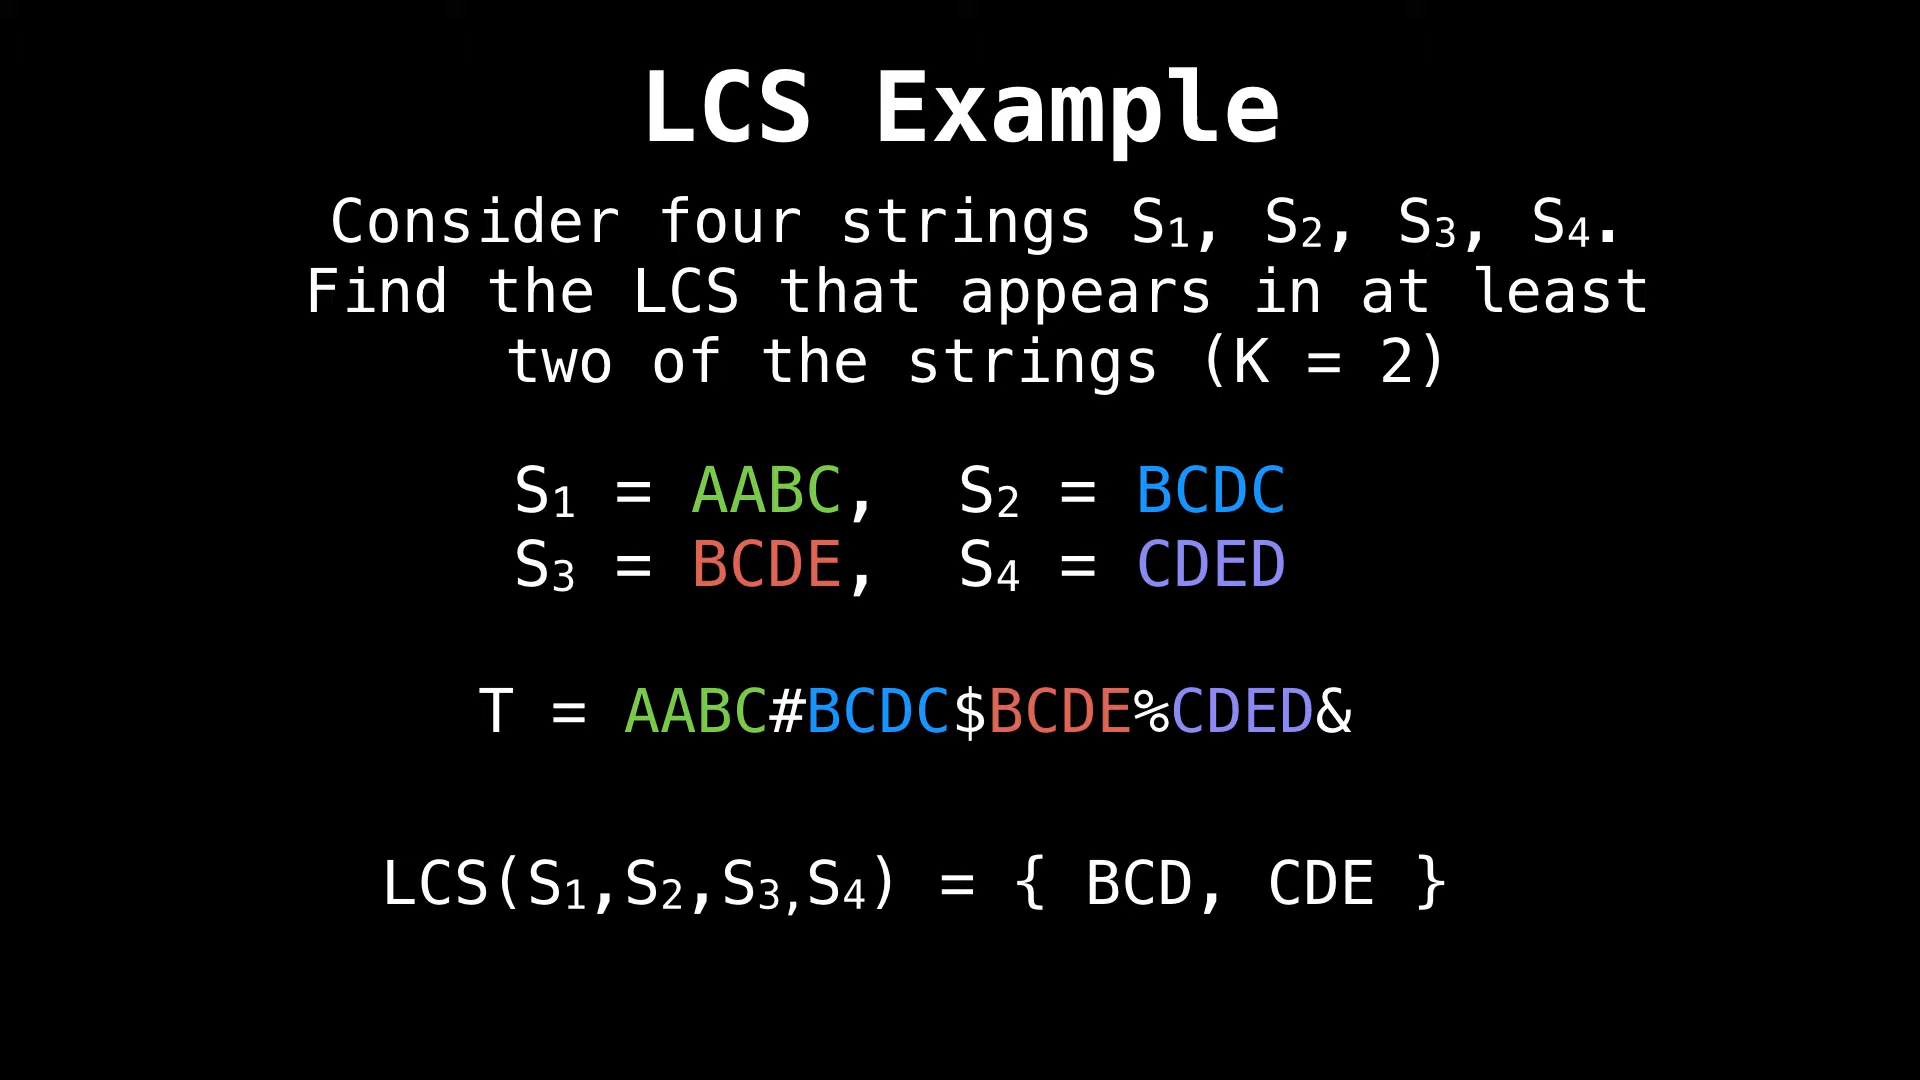 LCS Example
Consider four strings S₁, S₂, S₃, S₄.
Find the LCS that appears in at least
two of the strings (K = 2)
S₁ = AABC, S₂ = BCDC
S₃ = BCDE, S₄ = CDED
T = AABC#BCDC$BCDE%CDED&
LCS(S₁,S₂,S₃,S₄) = { BCD, CDE }